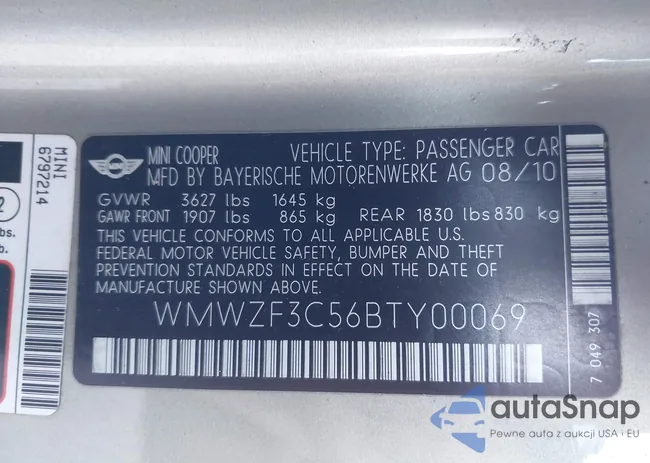 MINI COOPER VEHICLE TYPE: PASSENGER CAR
MFD BY BAYERISCHE MOTORENWERKE AG 08/10
GVWR 3627 lbs 1645 kg
GAWR FRONT 1907 lbs 865 kg REAR 1830 lbs 830 kg
THIS VEHICLE CONFORMS TO ALL APPLICABLE U.S.
FEDERAL MOTOR VEHICLE SAFETY, BUMPER AND THEFT
PREVENTION STANDARDS IN EFFECT ON THE DATE OF
MANUFACTURE SHOWN ABOVE.
WMWZF3C56BTY00069
7 049 307
MINI
6797214
2
lbs.
b.
autaSnap
Pewne auta z aukcji USA i EU